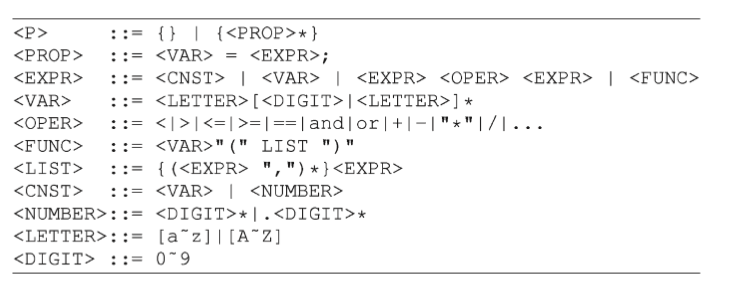 <P> ::= {} | {<PROP>*}
<PROP> ::= <VAR> = <EXPR>;
<EXPR> ::= <CNST> | <VAR> | <EXPR> <OPER> <EXPR> | <FUNC>
<VAR> ::= <LETTER>[<DIGIT>|<LETTER>]*
<OPER> ::= <|>|<=|>=|==|and|or|+|-|"*"|/|...
<FUNC> ::= <VAR>"(" LIST ")"
<LIST> ::= {(<EXPR> ",")*}<EXPR>
<CNST> ::= <VAR> | <NUMBER>
<NUMBER>::= <DIGIT>*|.<DIGIT>*
<LETTER>::= [a~z]|[A~Z]
<DIGIT> ::= 0~9